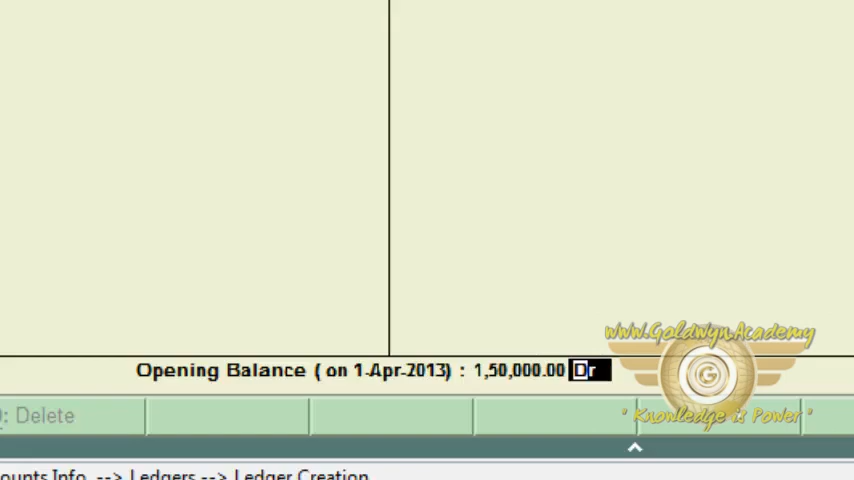 www.GoldwynAcademy
Opening Balance ( on 1-Apr-2013) : 1,50,000.00 Dr
G
: Delete
" Knowledge is Power "
ounts Info. --> Ledgers --> Ledger Creation